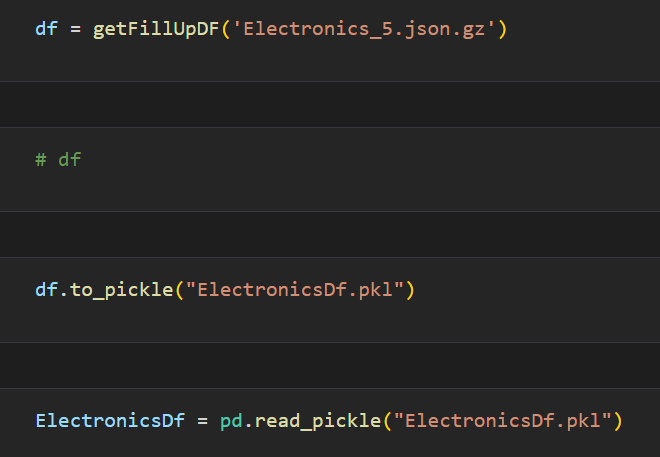 df = getFillUpDF('Electronics_5.json.gz')
# df
df.to_pickle("ElectronicsDf.pkl")
ElectronicsDf = pd.read_pickle("ElectronicsDf.pkl")